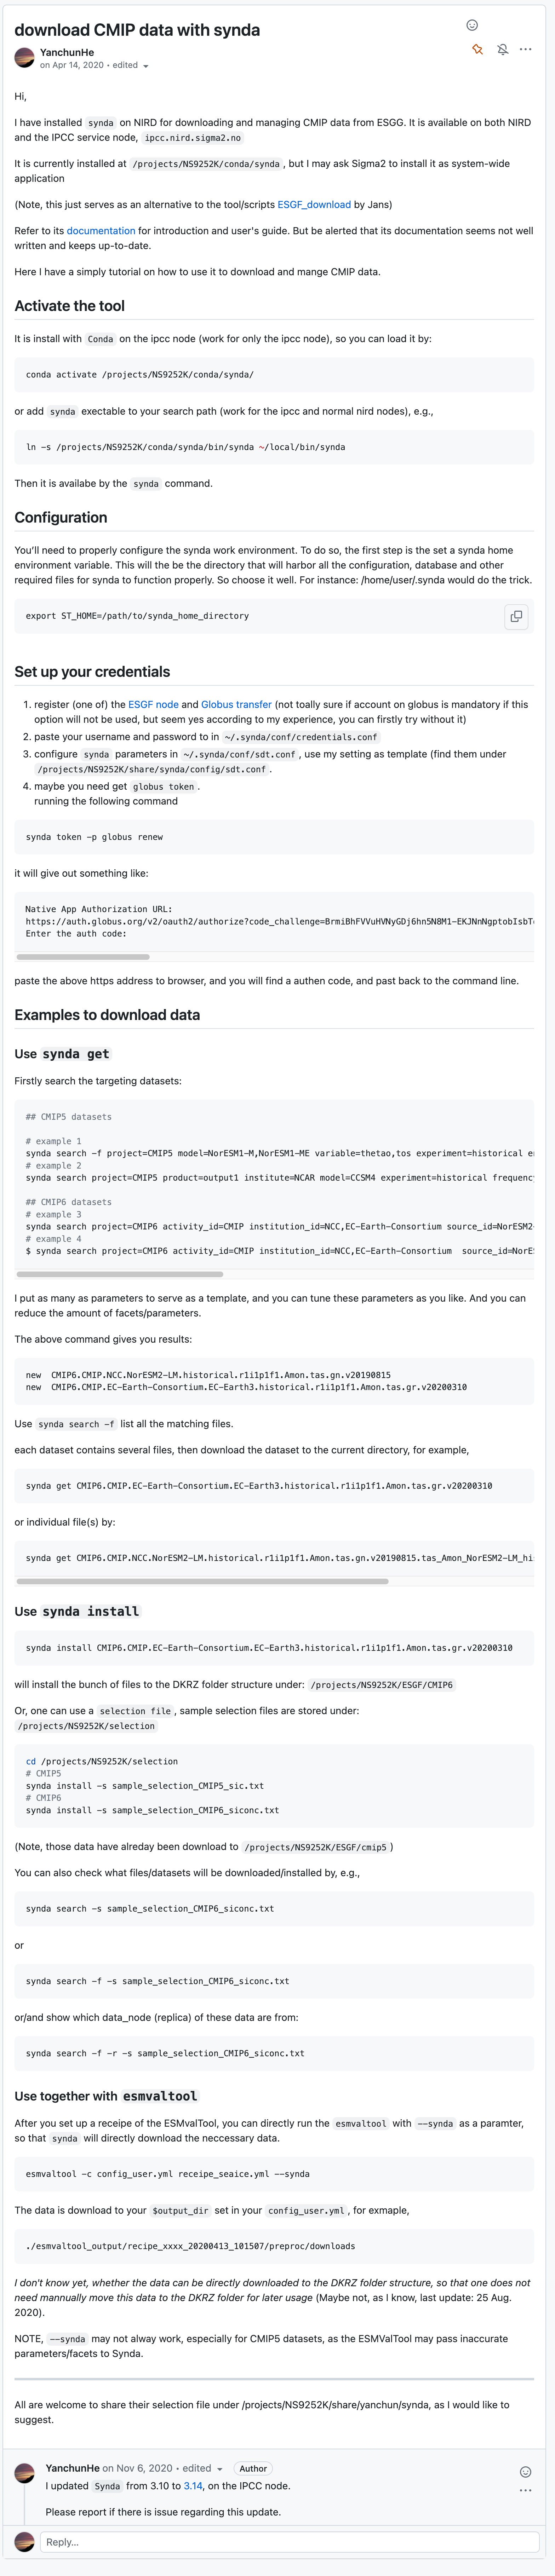 download CMIP data with synda
YanchunHe
on Apr 14, 2020 • edited
Hi,
I have installed synda on NIRD for downloading and managing CMIP data from ESGG. It is available on both NIRD
and the IPCC service node, ipcc.nird.sigma2.no
It is currently installed at /projects/NS9252K/conda/synda , but I may ask Sigma2 to install it as system-wide
application
(Note, this just serves as an alternative to the tool/scripts ESGF_download by Jans)
Refer to its documentation for introduction and user's guide. But be alerted that its documentation seems not well
written and keeps up-to-date.
Here I have a simply tutorial on how to use it to download and mange CMIP data.
Activate the tool
It is install with Conda on the ipcc node (work for only the ipcc node), so you can load it by:
conda activate /projects/NS9252K/conda/synda/
or add synda exectable to your search path (work for the ipcc and normal nird nodes), e.g.,
ln -s /projects/NS9252K/conda/synda/bin/synda ~/local/bin/synda
Then it is availabe by the synda command.
Configuration
You'll need to properly configure the synda work environment. To do so, the first step is the set a synda home
environment variable. This will the be the directory that will harbor all the configuration, database and other
required files for synda to function properly. So choose it well. For instance: /home/user/.synda would do the trick.
export ST_HOME=/path/to/synda_home_directory
Set up your credentials
1. register (one of) the ESGF node and Globus transfer (not toally sure if account on globus is mandatory if this
option will not be used, but seem yes according to my experience, you can firstly try without it)
2. paste your username and password to in ~/.synda/conf/credentials.conf
3. configure synda parameters in ~/.synda/conf/sdt.conf , use my setting as template (find them under
/projects/NS9252K/share/synda/config/sdt.conf .
4. maybe you need get globus token .
running the following command
synda token -p globus renew
it will give out something like:
Native App Authorization URL:
https://auth.globus.org/v2/oauth2/authorize?code_challenge=BrmiBhFVVuHVNyGDj6hn5N8M1-EKJNnNgptobIsbT
Enter the auth code:
paste the above https address to browser, and you will find a authen code, and past back to the command line.
Examples to download data
Use synda get
Firstly search the targeting datasets:
## CMIP5 datasets
# example 1
synda search -f project=CMIP5 model=NorESM1-M,NorESM1-ME variable=thetao,tos experiment=historical en
# example 2
synda search project=CMIP5 product=output1 institute=NCAR model=CCSM4 experiment=historical frequency
## CMIP6 datasets
# example 3
synda search project=CMIP6 activity_id=CMIP institution_id=NCC,EC-Earth-Consortium source_id=NorESM2-
# example 4
$ synda search project=CMIP6 activity_id=CMIP institution_id=NCC,EC-Earth-Consortium source_id=NorES
I put as many as parameters to serve as a template, and you can tune these parameters as you like. And you can
reduce the amount of facets/parameters.
The above command gives you results:
new CMIP6.CMIP.NCC.NorESM2-LM.historical.r1i1p1f1.Amon.tas.gn.v20190815
new CMIP6.CMIP.EC-Earth-Consortium.EC-Earth3.historical.r1i1p1f1.Amon.tas.gr.v20200310
Use synda search -f list all the matching files.
each dataset contains several files, then download the dataset to the current directory, for example,
synda get CMIP6.CMIP.EC-Earth-Consortium.EC-Earth3.historical.r1i1p1f1.Amon.tas.gr.v20200310
or individual file(s) by:
synda get CMIP6.CMIP.NCC.NorESM2-LM.historical.r1i1p1f1.Amon.tas.gn.v20190815.tas_Amon_NorESM2-LM_his
Use synda install
synda install CMIP6.CMIP.EC-Earth-Consortium.EC-Earth3.historical.r1i1p1f1.Amon.tas.gr.v20200310
will install the bunch of files to the DKRZ folder structure under: /projects/NS9252K/ESGF/CMIP6
Or, one can use a selection file , sample selection files are stored under:
/projects/NS9252K/selection
cd /projects/NS9252K/selection
# CMIP5
synda install -s sample_selection_CMIP5_sic.txt
# CMIP6
synda install -s sample_selection_CMIP6_siconc.txt
(Note, those data have alreday been download to /projects/NS9252K/ESGF/cmip5 )
You can also check what files/datasets will be downloaded/installed by, e.g.,
synda search -s sample_selection_CMIP6_siconc.txt
or
synda search -f -s sample_selection_CMIP6_siconc.txt
or/and show which data_node (replica) of these data are from:
synda search -f -r -s sample_selection_CMIP6_siconc.txt
Use together with esmvaltool
After you set up a receipe of the ESMvalTool, you can directly run the esmvaltool with --synda as a paramter,
so that synda will directly download the neccessary data.
esmvaltool -c config_user.yml receipe_seaice.yml --synda
The data is download to your $output_dir set in your config_user.yml , for exmaple,
./esmvaltool_output/recipe_xxxx_20200413_101507/preproc/downloads
I don't know yet, whether the data can be directly downloaded to the DKRZ folder structure, so that one does not
need mannually move this data to the DKRZ folder for later usage (Maybe not, as I know, last update: 25 Aug.
2020).
NOTE, --synda may not alway work, especially for CMIP5 datasets, as the ESMValTool may pass inaccurate
parameters/facets to Synda.
All are welcome to share their selection file under /projects/NS9252K/share/yanchun/synda, as I would like to
suggest.
YanchunHe on Nov 6, 2020 • edited Author
I updated Synda from 3.10 to 3.14, on the IPCC node.
Please report if there is issue regarding this update.
Reply...